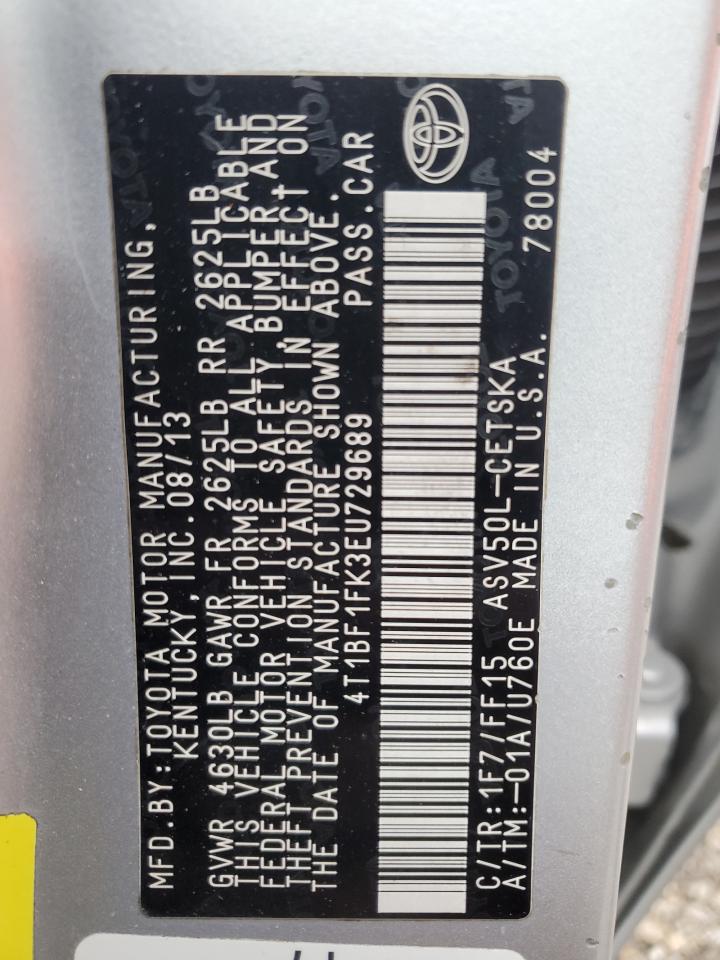 MFD.BY:TOYOTA MOTOR MANUFACTURING,
KENTUCKY,INC.08/13
GVWR 4630LB GAWR FR 2625LB RR 2625LB
THIS VEHICLE CONFORMS TO ALL APPLICABLE
FEDERAL MOTOR VEHICLE SAFETY,BUMPER,AND
THEFT PREVENTION STANDARDS IN EFFECT ON
THE DATE OF MANUFACTURE SHOWN ABOVE.
4T1BF1FK3EU729689 PASS.CAR
C/TR:1F7/FF15 ASV50L-CETSKA
A/TM:-01A/U760E MADE IN U.S.A. 78004
TOYOTA
TOYOTA